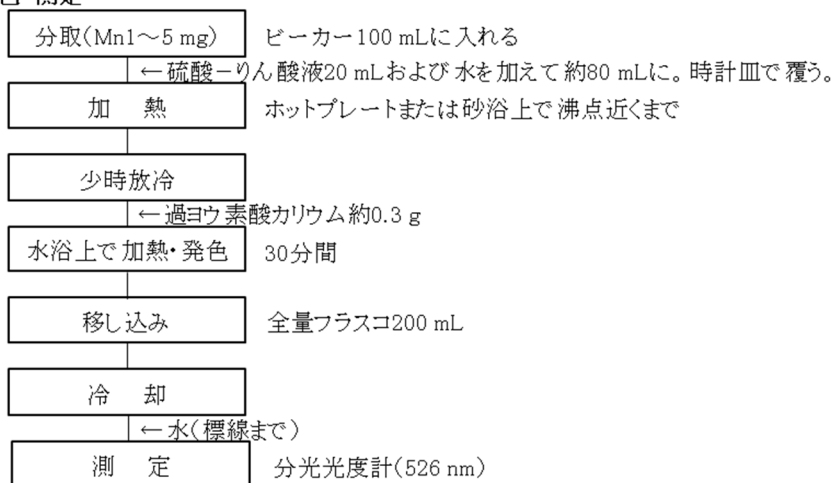 分取(Mn1～5 mg) ビーカー100 mLに入れる
←硫酸－りん酸液20 mLおよび水を加えて約80 mLに。時計皿で覆う。
加 熱 ホットプレートまたは砂浴上で沸点近くまで
少時放冷
←過ヨウ素酸カリウム約0.3 g
水浴上で加熱・発色 30分間
移し込み 全量フラスコ200 mL
冷 却
←水(標線まで)
測 定 分光光度計(526 nm)